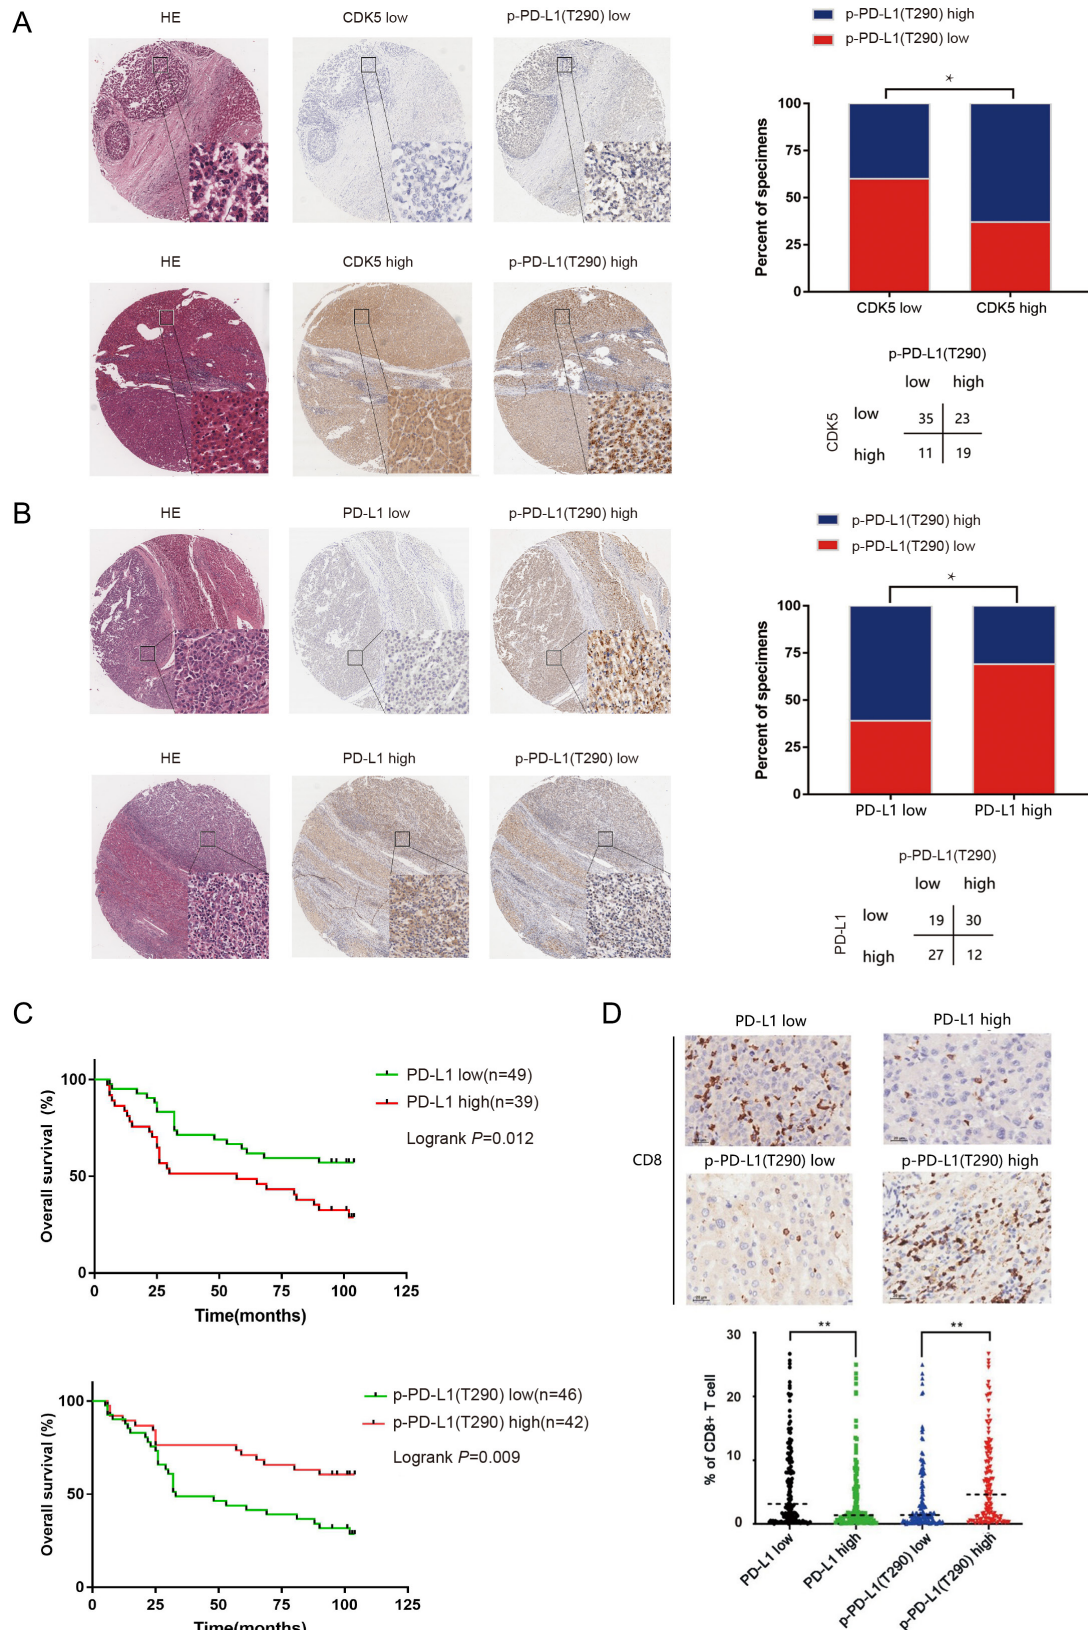 A
HE
CDK5 low
p-PD-L1(T290) low
HE
CDK5 high
p-PD-L1(T290) high
p-PD-L1(T290) high
p-PD-L1(T290) low
*
Percent of specimens
100
75
50
25
0
CDK5 low
CDK5 high
p-PD-L1(T290)
low
high
CDK5
low
35
23
high
11
19
B
HE
PD-L1 low
p-PD-L1(T290) high
HE
PD-L1 high
p-PD-L1(T290) low
p-PD-L1(T290) high
p-PD-L1(T290) low
*
Percent of specimens
100
75
50
25
0
PD-L1 low
PD-L1 high
p-PD-L1(T290)
low
high
PD-L1
low
19
30
high
27
12
C
Overall survival (%)
100
50
0
0
25
50
75
100
125
Time(months)
PD-L1 low(n=49)
PD-L1 high(n=39)
Logrank P=0.012
Overall survival (%)
100
50
0
0
25
50
75
100
125
Time(months)
p-PD-L1(T290) low(n=46)
p-PD-L1(T290) high(n=42)
Logrank P=0.009
D
PD-L1 low
PD-L1 high
CD8
p-PD-L1(T290) low
p-PD-L1(T290) high
**
**
% of CD8+ T cell
30
20
10
0
PD-L1 low
PD-L1 high
p-PD-L1(T290) low
p-PD-L1(T290) high